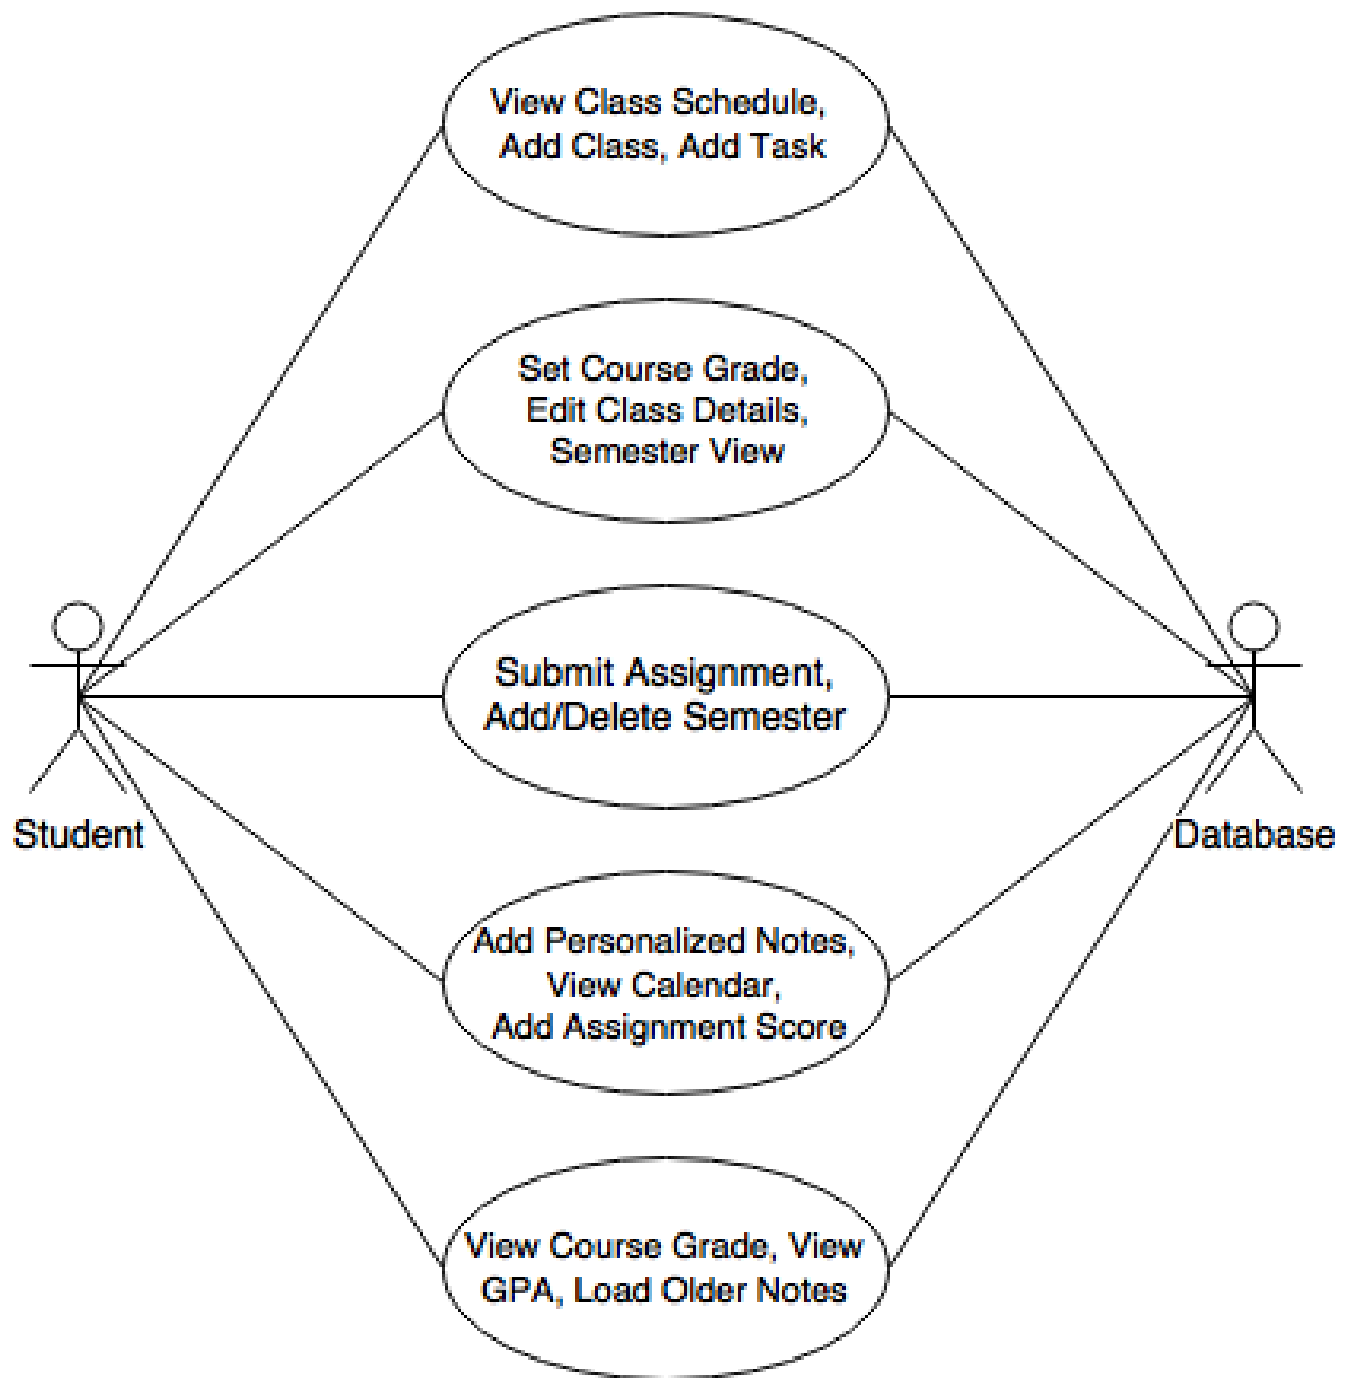 View Class Schedule,
Add Class, Add Task
Set Course Grade,
Edit Class Details,
Semester View
Submit Assignment,
Add/Delete Semester
Student
Database
Add Personalized Notes,
View Calendar,
Add Assignment Score
View Course Grade, View
GPA, Load Older Notes